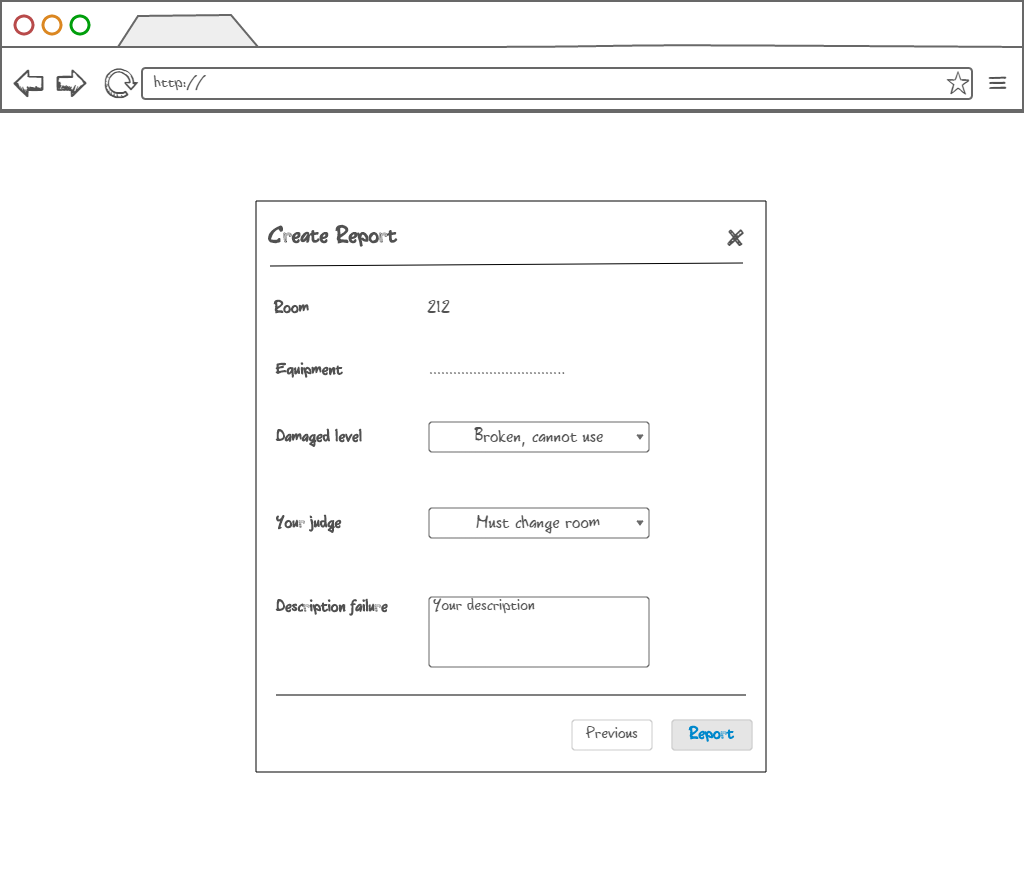 http://
Create Report
Room 212
Equipment ..................................
Damaged level Broken, cannot use
Your judge Must change room
Description failure Your description
Previous Report